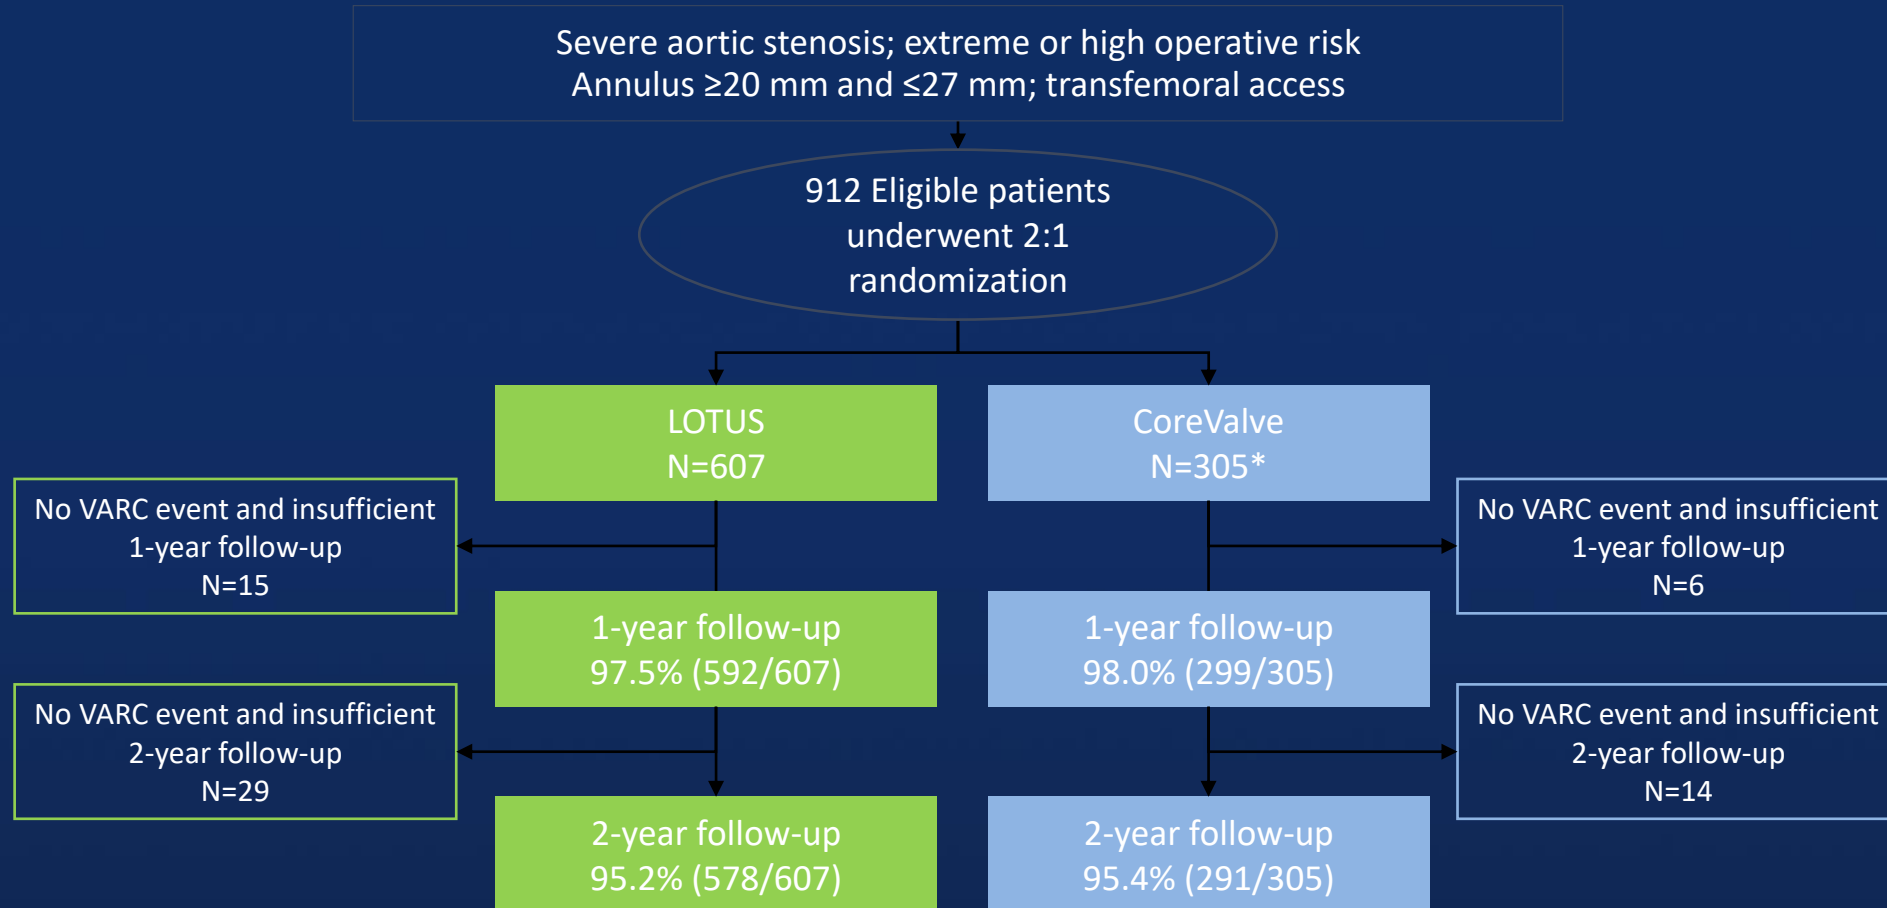 Severe aortic stenosis; extreme or high operative risk
Annulus ≥20 mm and ≤27 mm; transfemoral access
912 Eligible patients
underwent 2:1
randomization
LOTUS
N=607
CoreValve
N=305*
No VARC event and insufficient
1-year follow-up
N=15
No VARC event and insufficient
1-year follow-up
N=6
1-year follow-up
97.5% (592/607)
1-year follow-up
98.0% (299/305)
No VARC event and insufficient
2-year follow-up
N=29
No VARC event and insufficient
2-year follow-up
N=14
2-year follow-up
95.2% (578/607)
2-year follow-up
95.4% (291/305)